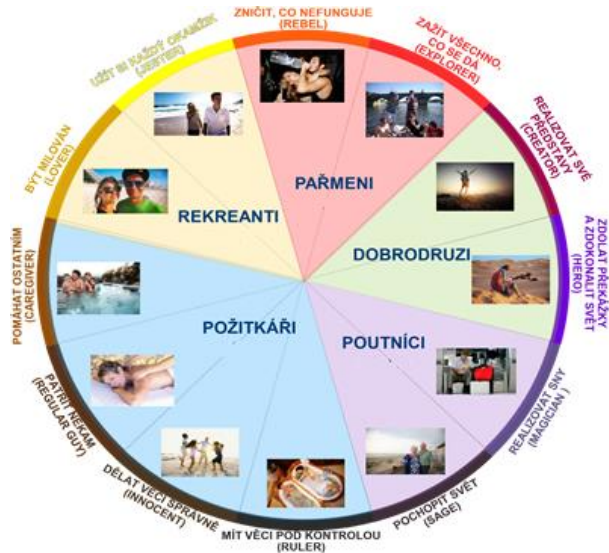 ZNIČIT, CO NEFUNGUJE
(REBEL)
ZAŽÍT VŠECHNO,
CO SE DÁ
(EXPLORER)
REALIZOVAT SVÉ
PŘEDSTAVY
(CREATOR)
ZDOLAT PŘEKÁŽKY
A ZDOKONALIT SVĚT
(HERO)
REALIZOVAT SNY
(MAGICIAN )
POCHOPIT SVĚT
(SAGE)
MÍT VĚCI POD KONTROLOU
(RULER)
DĚLAT VĚCI SPRÁVNĚ
(INNOCENT)
PATŘIT NĚKAM
(REGULAR GUY)
POMÁHAT OSTATNÍM
(CAREGIVER)
BÝT MILOVÁN
(LOVER)
UŽÍT SI KAŽDÝ OKAMŽIK
(JESTER)
PAŘMENI
DOBRODRUZI
POUTNÍCI
POŽITKÁŘI
REKREANTI